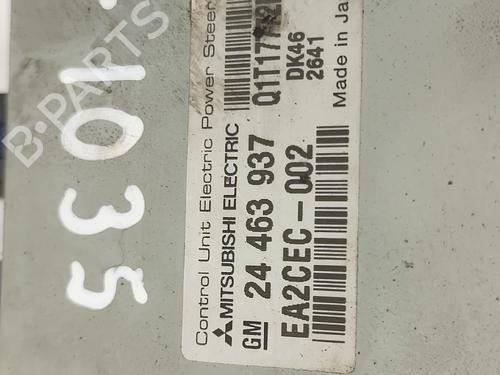 1035
B-PARTS
Control Unit Electric Power Steer
MITSUBISHI ELECTRIC
GM 24 463 937
EA2CEC-002
DK46
2641
Made in Ja